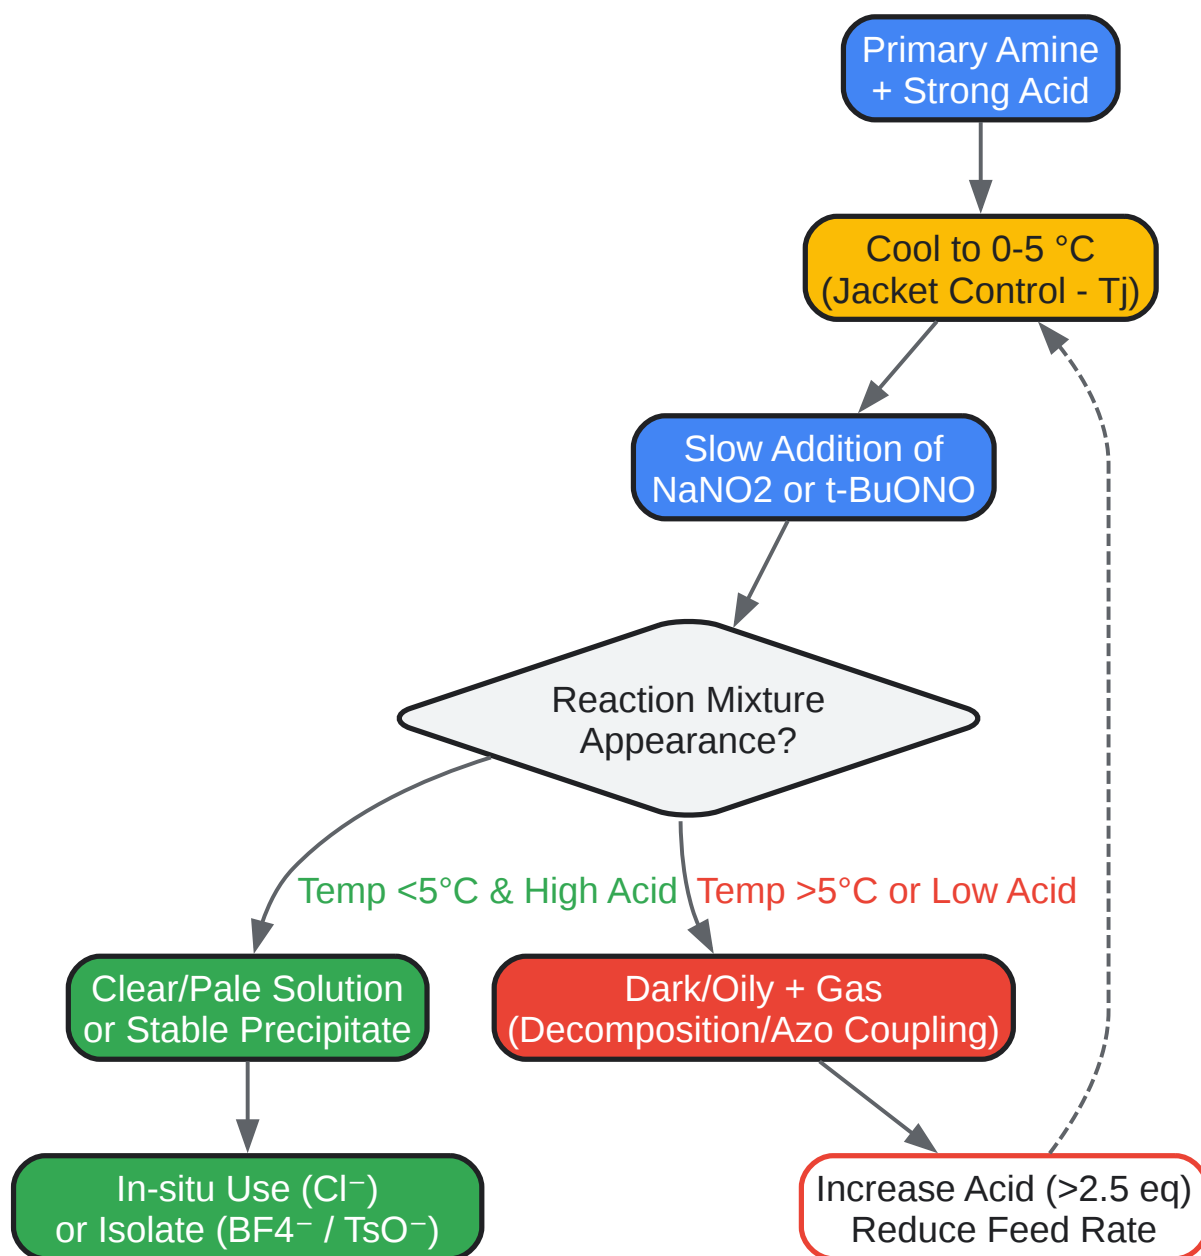 Primary Amine
+ Strong Acid
Cool to 0-5 °C
(Jacket Control - Tj)
Slow Addition of
NaNO2 or t-BuONO
Reaction Mixture
Appearance?
Temp <5°C & High Acid
Temp >5°C or Low Acid
Clear/Pale Solution
or Stable Precipitate
Dark/Oily + Gas
(Decomposition/Azo Coupling)
In-situ Use (Cl⁻)
or Isolate (BF4⁻ / TsO⁻)
Increase Acid (>2.5 eq)
Reduce Feed Rate